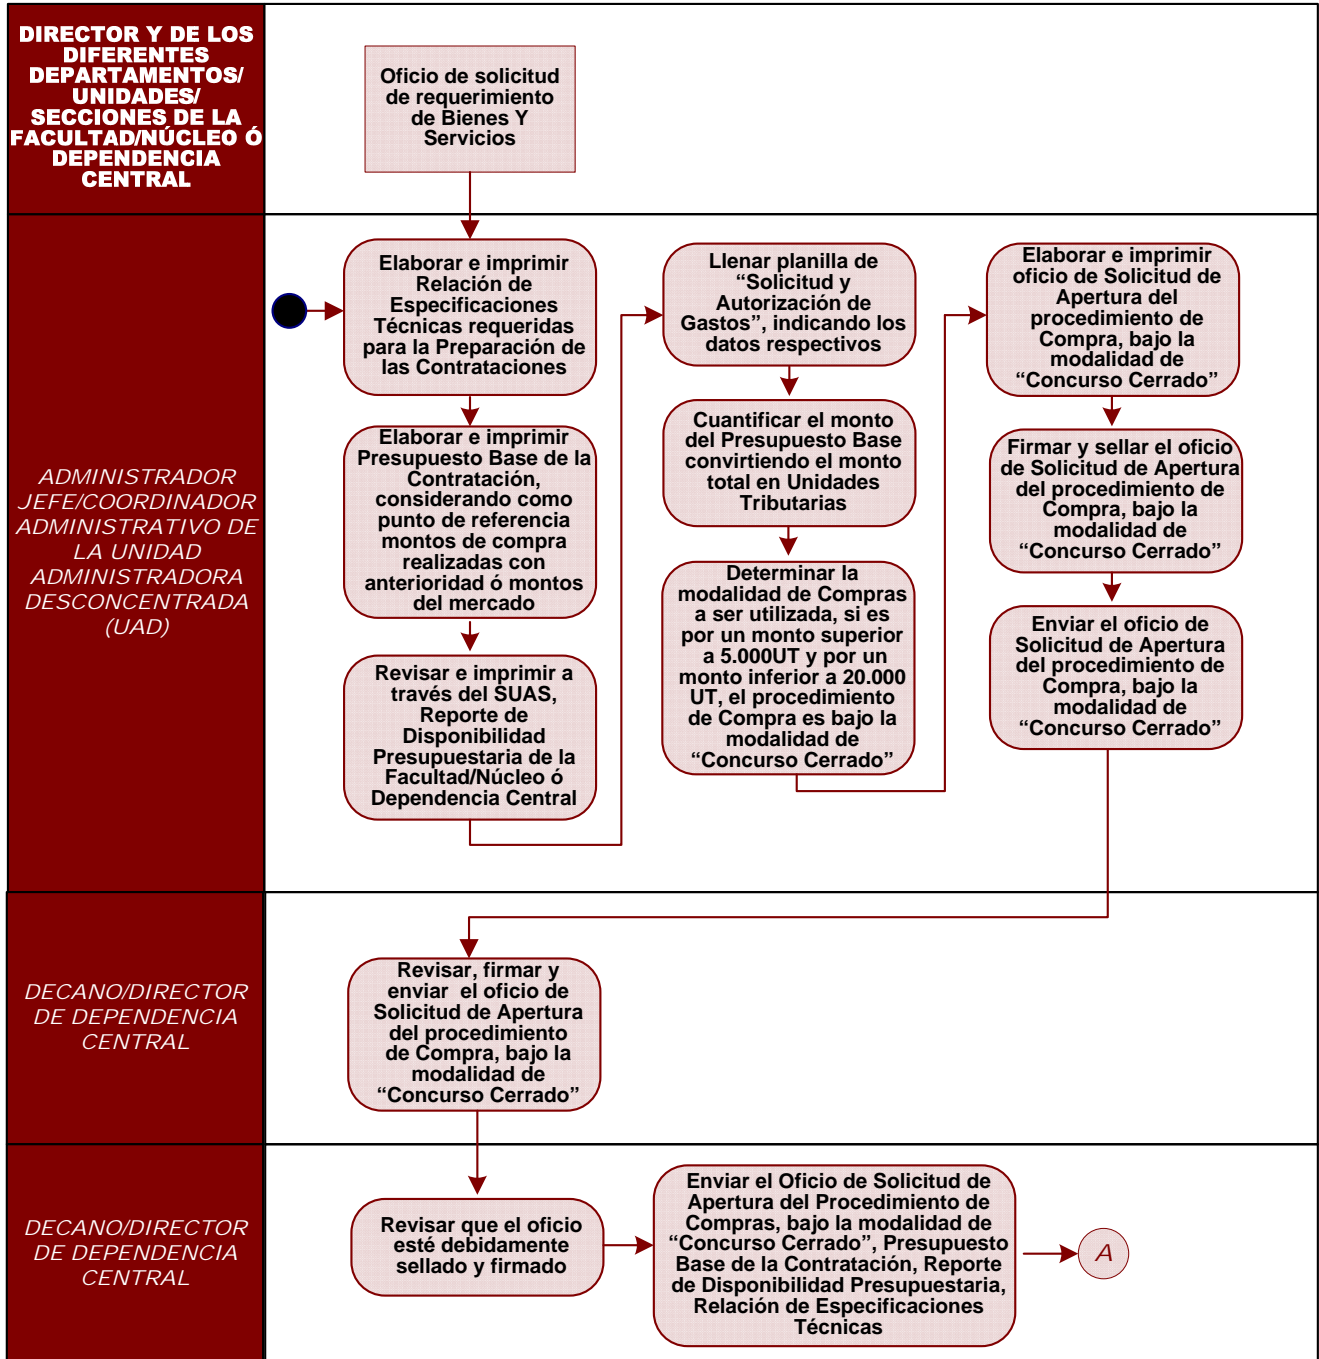 DIRECTOR Y DE LOS
DIFERENTES
DEPARTAMENTOS/
UNIDADES/
SECCIONES DE LA
FACULTAD/NÚCLEO Ó
DEPENDENCIA
CENTRAL
Oficio de solicitud
de requerimiento
de Bienes Y
Servicios
ADMINISTRADOR
JEFE/COORDINADOR
ADMINISTRATIVO DE
LA UNIDAD
ADMINISTRADORA
DESCONCENTRADA
(UAD)
Elaborar e imprimir
Relación de
Especificaciones
Técnicas requeridas
para la Preparación de
las Contrataciones
Elaborar e imprimir
Presupuesto Base de la
Contratación,
considerando como
punto de referencia
montos de compra
realizadas con
anterioridad ó montos
del mercado
Revisar e imprimir a
través del SUAS,
Reporte de
Disponibilidad
Presupuestaria de la
Facultad/Núcleo ó
Dependencia Central
Llenar planilla de
“Solicitud y
Autorización de
Gastos”, indicando los
datos respectivos
Cuantificar el monto
del Presupuesto Base
convirtiendo el monto
total en Unidades
Tributarias
Determinar la
modalidad de Compras
a ser utilizada, si es
por un monto superior
a 5.000UT y por un
monto inferior a 20.000
UT, el procedimiento
de Compra es bajo la
modalidad de
“Concurso Cerrado”
Elaborar e imprimir
oficio de Solicitud de
Apertura del
procedimiento de
Compra, bajo la
modalidad de
“Concurso Cerrado”
Firmar y sellar el oficio
de Solicitud de Apertura
del procedimiento de
Compra, bajo la
modalidad de
“Concurso Cerrado”
Enviar el oficio de
Solicitud de Apertura
del procedimiento de
Compra, bajo la
modalidad de
“Concurso Cerrado”
DECANO/DIRECTOR
DE DEPENDENCIA
CENTRAL
Revisar, firmar y
enviar el oficio de
Solicitud de Apertura
del procedimiento
de Compra, bajo la
modalidad de
“Concurso Cerrado”
DECANO/DIRECTOR
DE DEPENDENCIA
CENTRAL
Revisar que el oficio
esté debidamente
sellado y firmado
Enviar el Oficio de Solicitud de
Apertura del Procedimiento de
Compras, bajo la modalidad de
“Concurso Cerrado”, Presupuesto
Base de la Contratación, Reporte
de Disponibilidad Presupuestaria,
Relación de Especificaciones
Técnicas
A